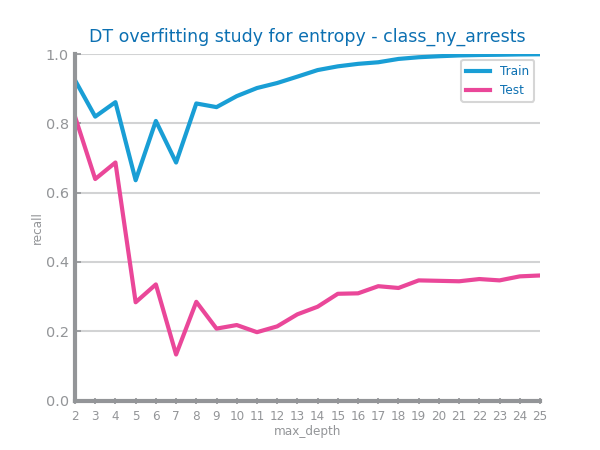 DT overfitting study for entropy - class_ny_arrests
1.0
Train
Test
0.8
0.6
recall
0.4
0.2
0.0
2 3 4 5 6 7 8 9 10 11 12 13 14 15 16 17 18 19 20 21 22 23 24 25
max_depth